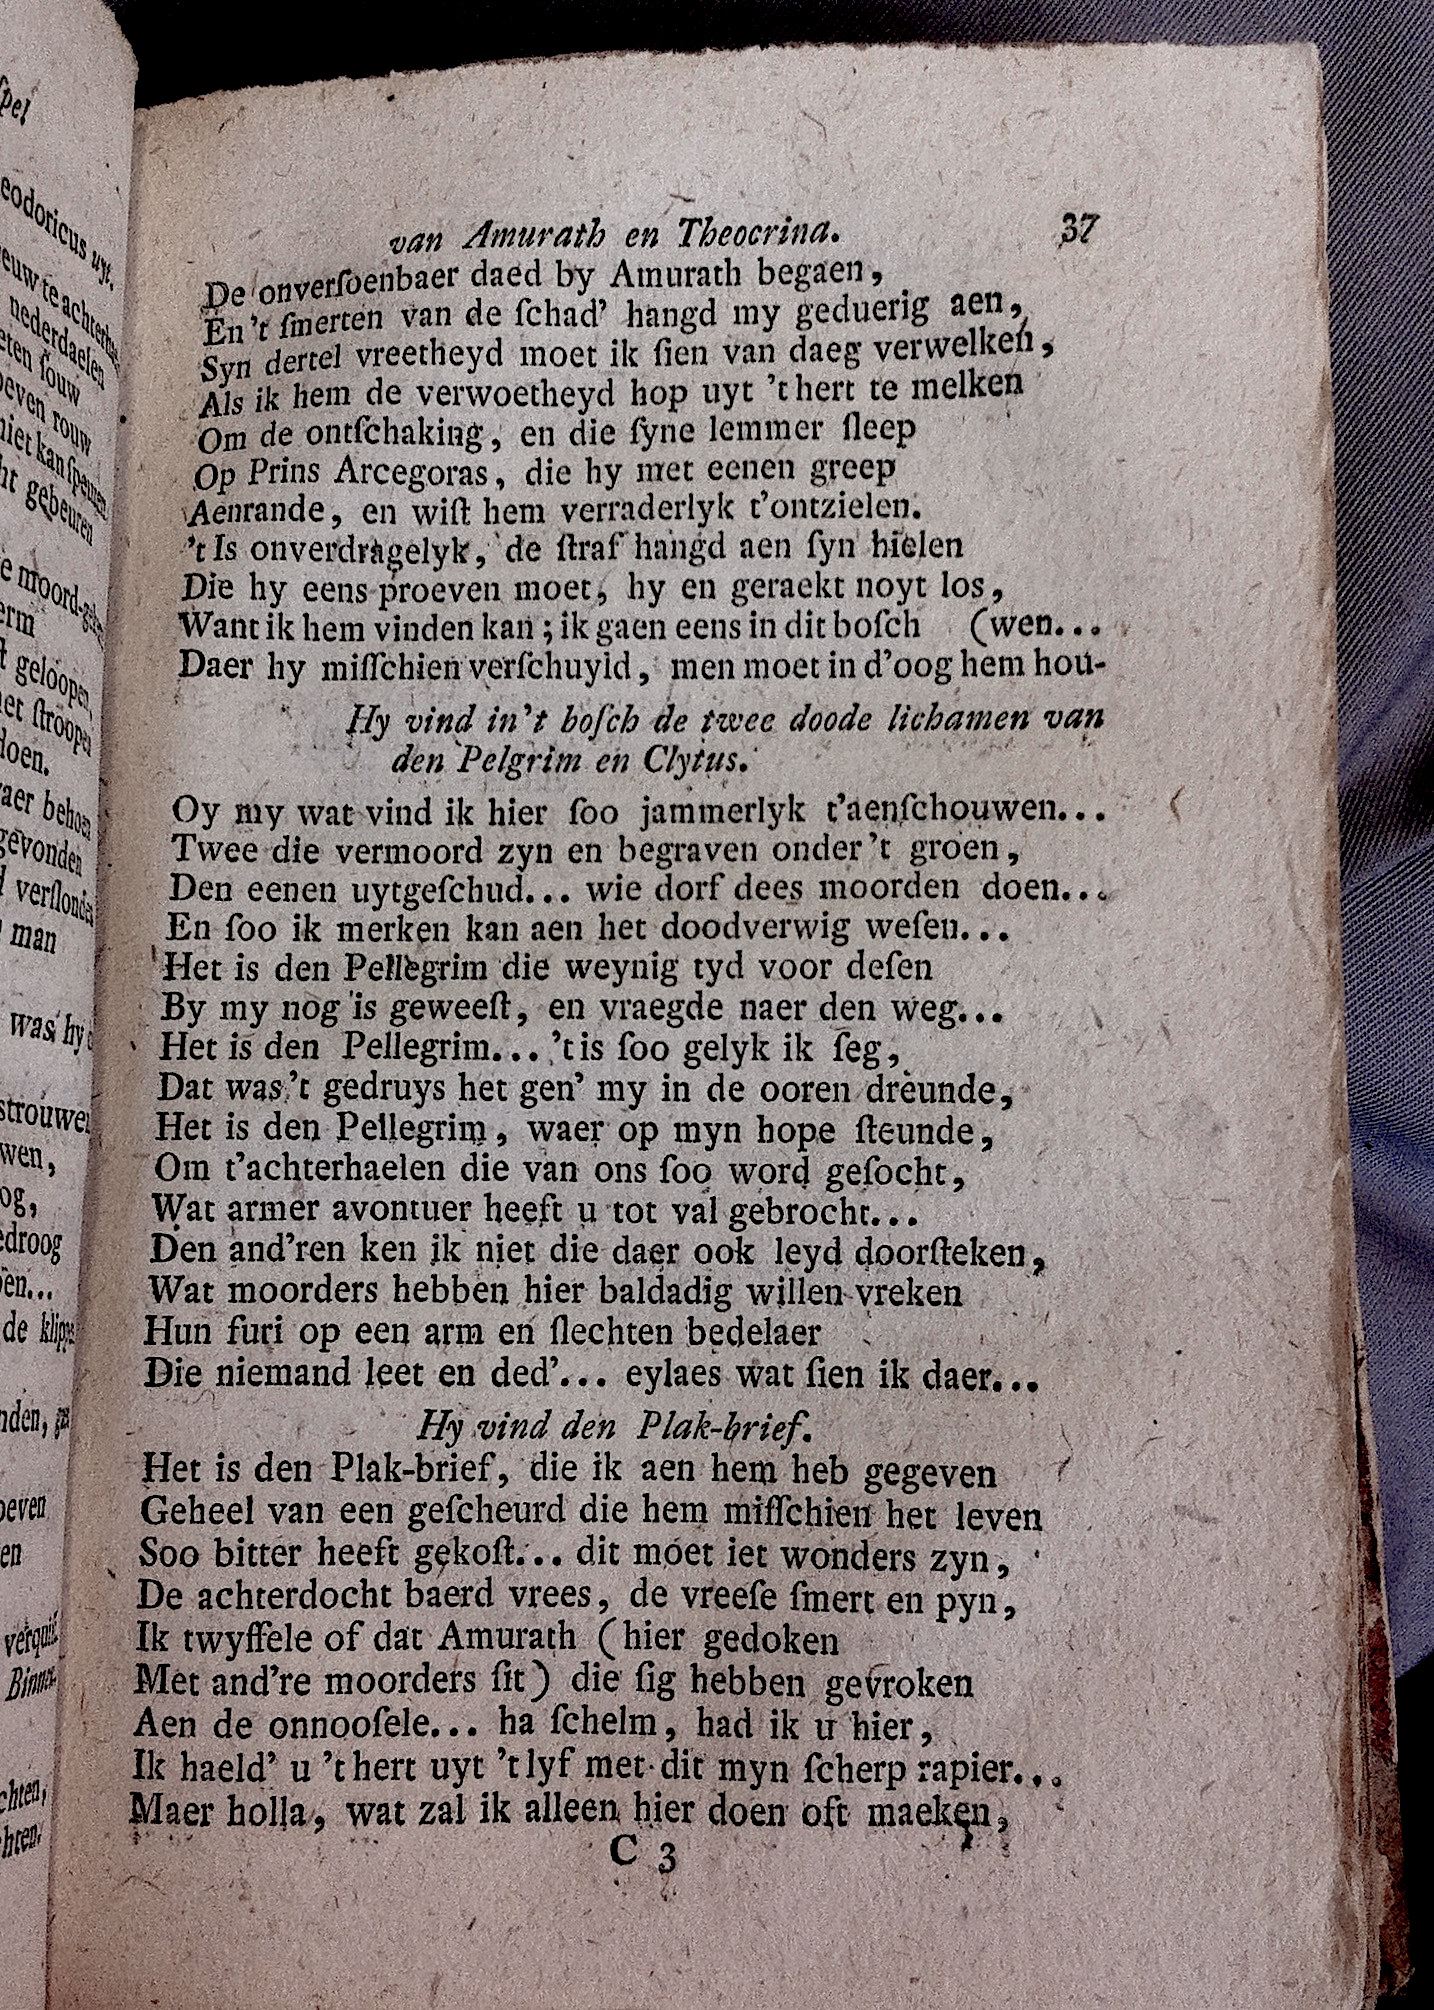 van Amurath en Theocrina. 37
De onverſoenbaer daed by Amurath begaen,
En 't ſmerten van de ſchad' hangd my geduerig aen,
Syn dertel vreetheyd moet ik ſien van daeg verwelken,
Als ik hem de verwoetheyd hop uyt 't hert te melken
Om de ontſchaking, en die ſyne lemmer ſleep
Op Prins Arcegoras, die hy met eenen greep
Aenrande, en wiſt hem verraderlyk t'ontzielen.
't Is onverdragelyk, de ſtraf hangd aen ſyn hielen
Die hy eens proeven moet, hy en geraekt noyt los,
Want ik hem vinden kan; ik gaen eens in dit boſch (wen...
Daer hy miſſchien verſchuyld, men moet in d'oog hem hou-
Hy vind in't boſch de twee doode lichamen van
den Pelgrim en Clytus.
Oy my wat vind ik hier ſoo jammerlyk t'aenſchouwen...
Twee die vermoord zyn en begraven onder 't groen,
Den eenen uytgeſchud... wie dorf dees moorden doen...
En ſoo ik merken kan aen het doodverwig weſen...
Het is den Pellegrim die weynig tyd voor deſen
By my nog is geweeſt, en vraegde naer den weg...
Het is den Pellegrim... 't is ſoo gelyk ik ſeg,
Dat was 't gedruys het gen' my in de ooren dreunde,
Het is den Pellegrim, waer op myn hope ſteunde,
Om t'achterhaelen die van ons ſoo word geſocht,
Wat armer avontuer heeft u tot val gebrocht...
Den and'ren ken ik niet die daer ook leyd doorſteken,
Wat moorders hebben hier baldadig willen vreken
Hun furi op een arm en ſlechten bedelaer
Die niemand leet en ded'... eylaes wat ſien ik daer...
Hy vind den Plak-brief.
Het is den Plak-brief, die ik aen hem heb gegeven
Geheel van een geſcheurd die hem miſſchien het leven
Soo bitter heeft gekoſt... dit moet iet wonders zyn,
De achterdocht baerd vrees, de vreeſe ſmert en pyn,
Ik twyffele of dat Amurath (hier gedoken
Met and're moorders ſit) die ſig hebben gevroken
Aen de onnooſele... ha ſchelm, had ik u hier,
Ik haeld' u 't hert uyt 't lyf met dit myn ſcherp rapier...
Maer holla, wat zal ik alleen hier doen oft maeken,
C 3